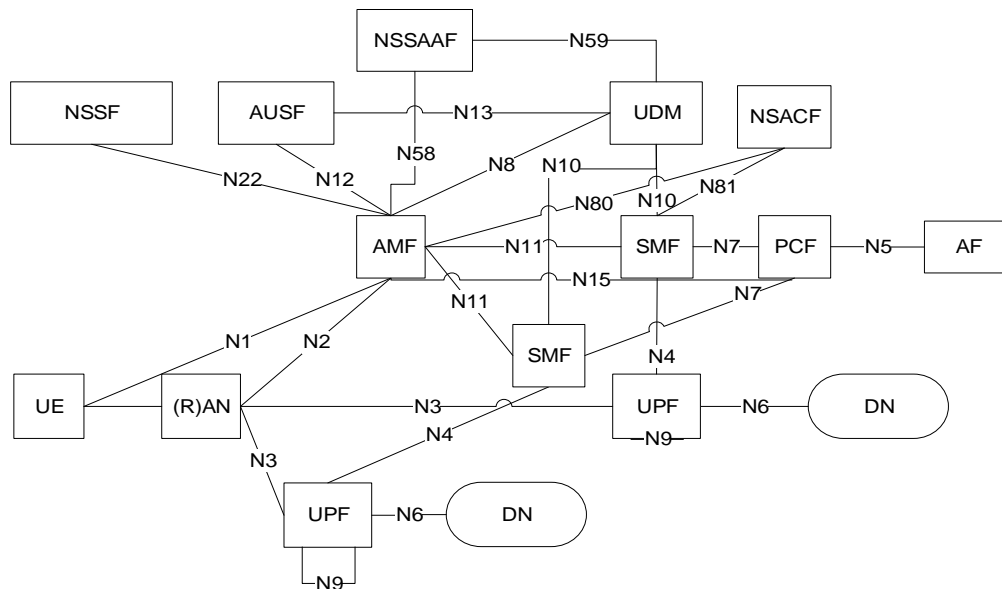 NSSAAF
N59
NSSF
AUSF
N13
UDM
NSACF
N58
N8
N10
N22
N12
N80
N10
N81
AMF
N11
SMF
N7
PCF
N5
AF
N15
N11
N7
N1
N2
SMF
N4
UE
(R)AN
N3
UPF
N6
DN
N4
N9
N3
UPF
N6
DN
N9